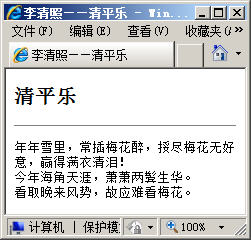 李清照－－清平乐 - Win...
文件(F) 编辑(E) 查看(V) 收藏夹(A
李清照－－清平乐
清平乐
年年雪里，常插梅花醉，挼尽梅花无好
意，赢得满衣清泪！
今年海角天涯，萧萧两鬓生华。
看取晚来风势，故应难看梅花。
计算机 | 保护模
100%